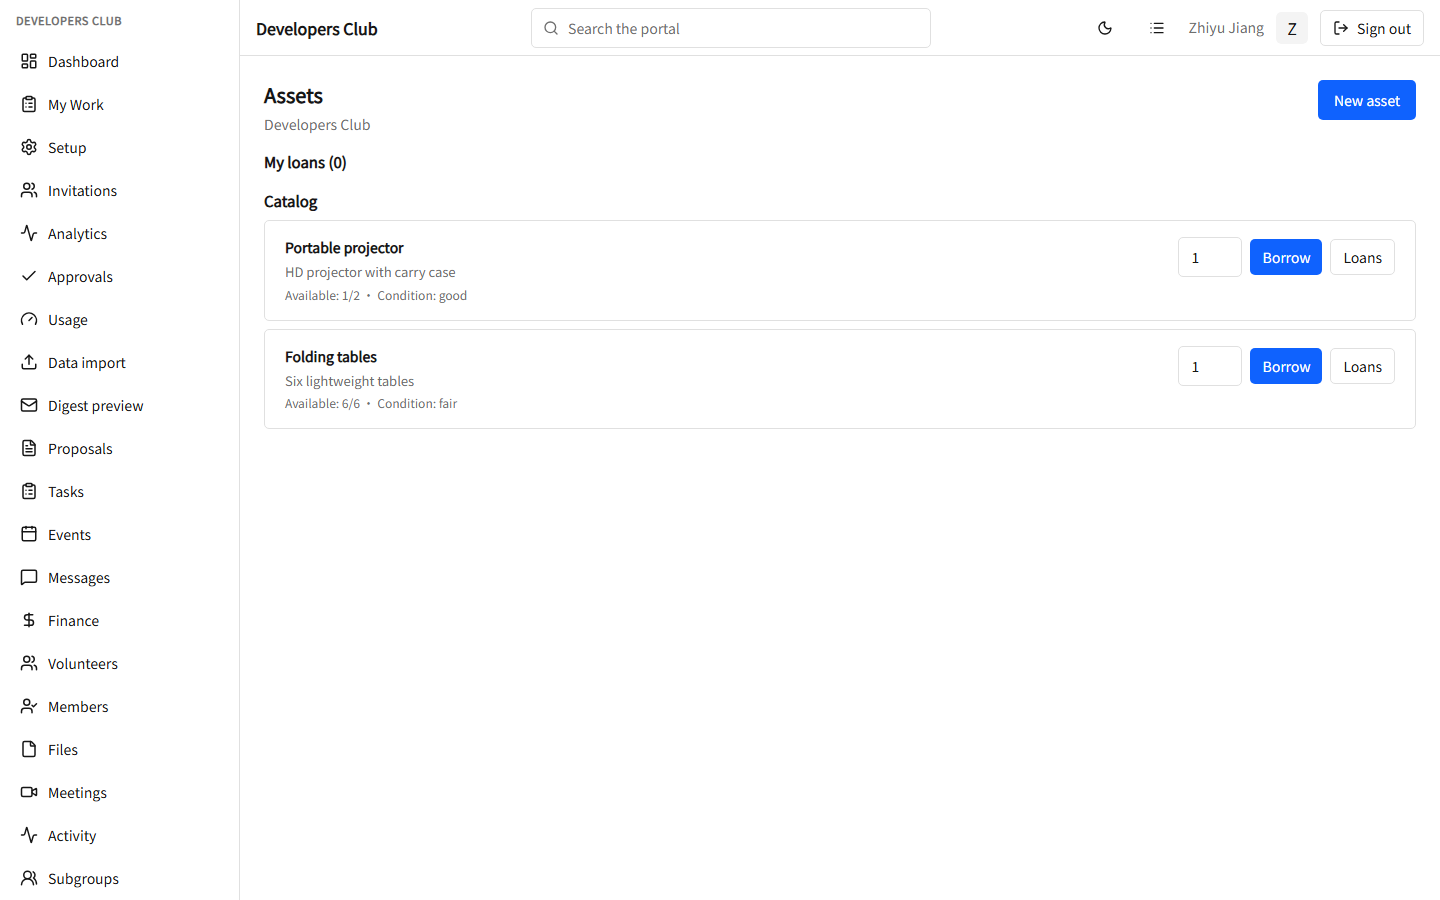 DEVELOPERS CLUB
Dashboard
My Work
Setup
Invitations
Analytics
Approvals
Usage
Data import
Digest preview
Proposals
Tasks
Events
Messages
Finance
Volunteers
Members
Files
Meetings
Activity
Subgroups
Developers Club
Search the portal
Zhiyu Jiang
Z
Sign out
Assets
New asset
Developers Club
My loans (0)
Catalog
Portable projector
HD projector with carry case
Available: 1/2 • Condition: good
1
Borrow
Loans
Folding tables
Six lightweight tables
Available: 6/6 • Condition: fair
1
Borrow
Loans